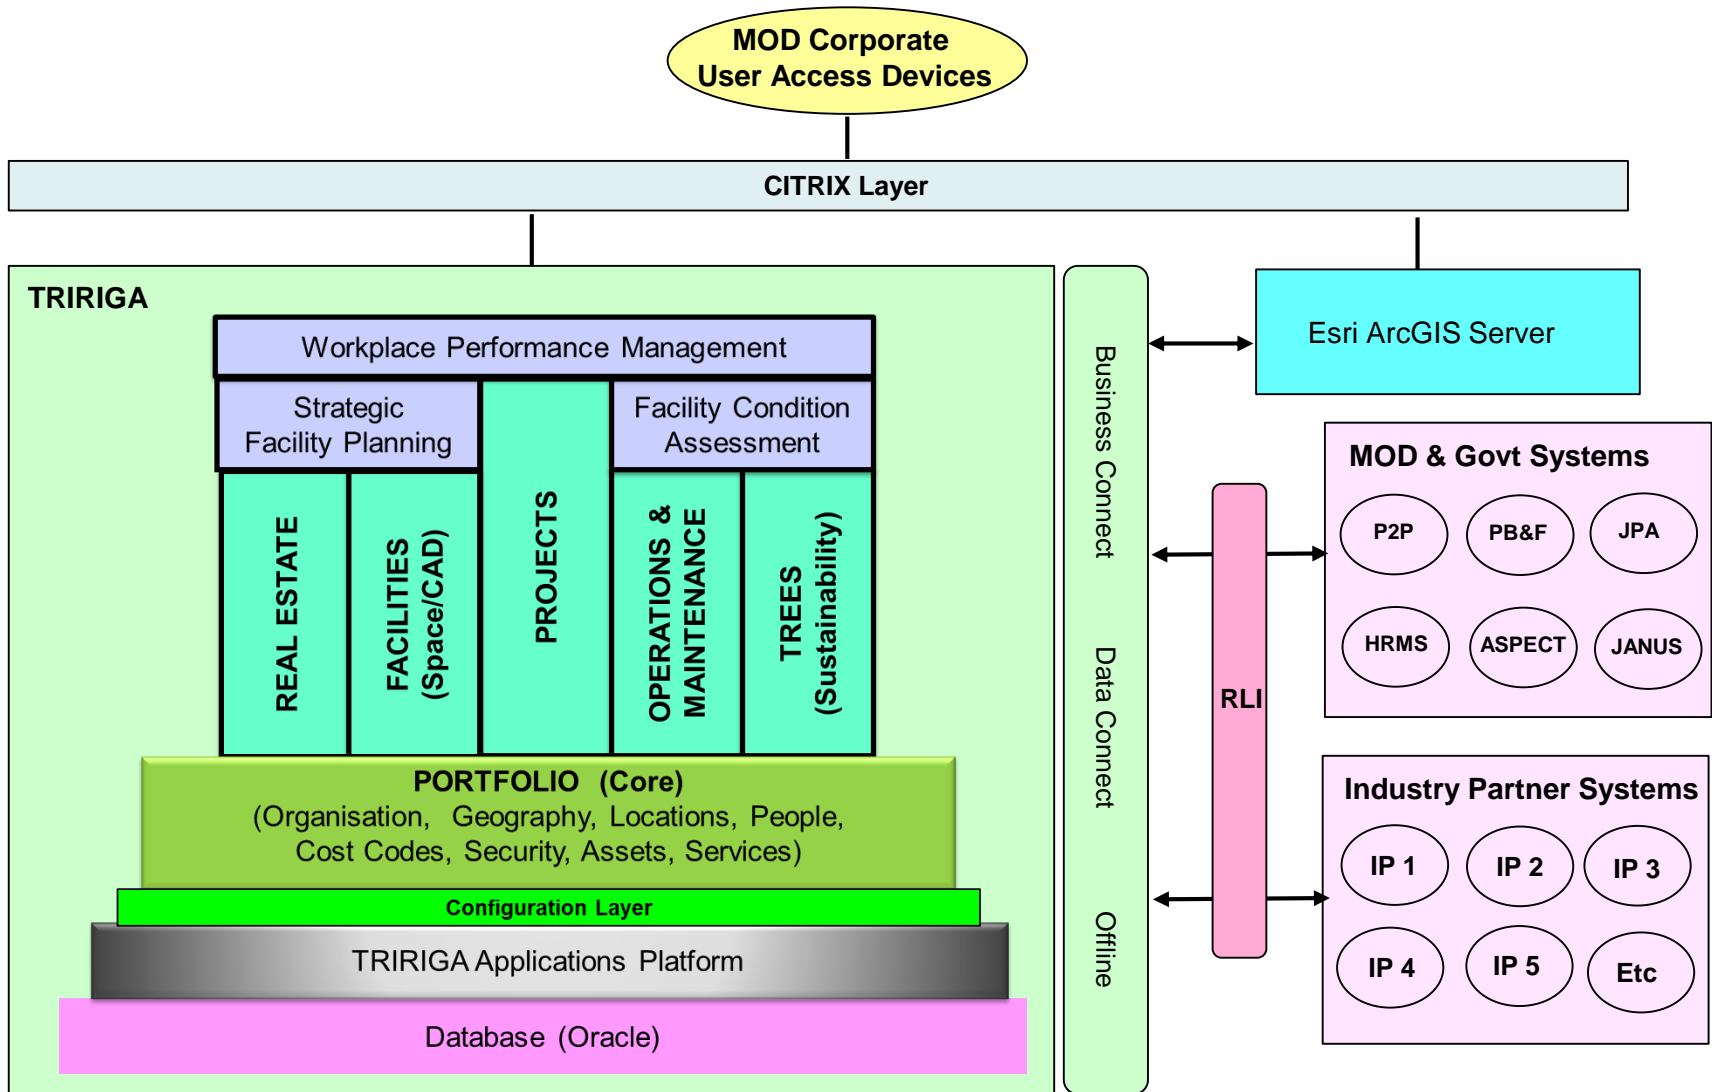 MOD Corporate
User Access Devices
CITRIX Layer
TRIRIGA
Workplace Performance Management
Strategic
Facility Planning
Facility Condition
Assessment
REAL ESTATE
FACILITIES
(Space/CAD)
PROJECTS
OPERATIONS &
MAINTENANCE
TREES
(Sustainability)
PORTFOLIO (Core)
(Organisation, Geography, Locations, People,
Cost Codes, Security, Assets, Services)
Configuration Layer
TRIRIGA Applications Platform
Database (Oracle)
Business Connect
Data Connect
Offline
Esri ArcGIS Server
RLI
MOD & Govt Systems
P2P
PB&F
JPA
HRMS
ASPECT
JANUS
Industry Partner Systems
IP 1
IP 2
IP 3
IP 4
IP 5
Etc